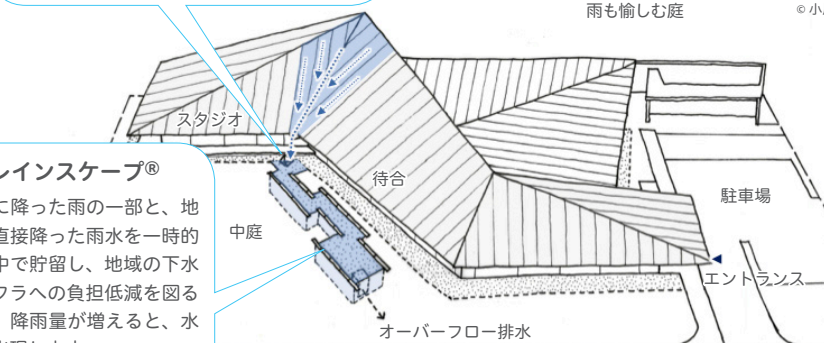 雨も愉しむ庭
© 小
スタジオ
レインスケープ®
に降った雨の一部と、地
直接降った雨水を一時的
中で貯留し、地域の下水
フラへの負担低減を図る
降雨量が増えると、水
中庭
待合
駐車場
エントランス
オーバーフロー排水